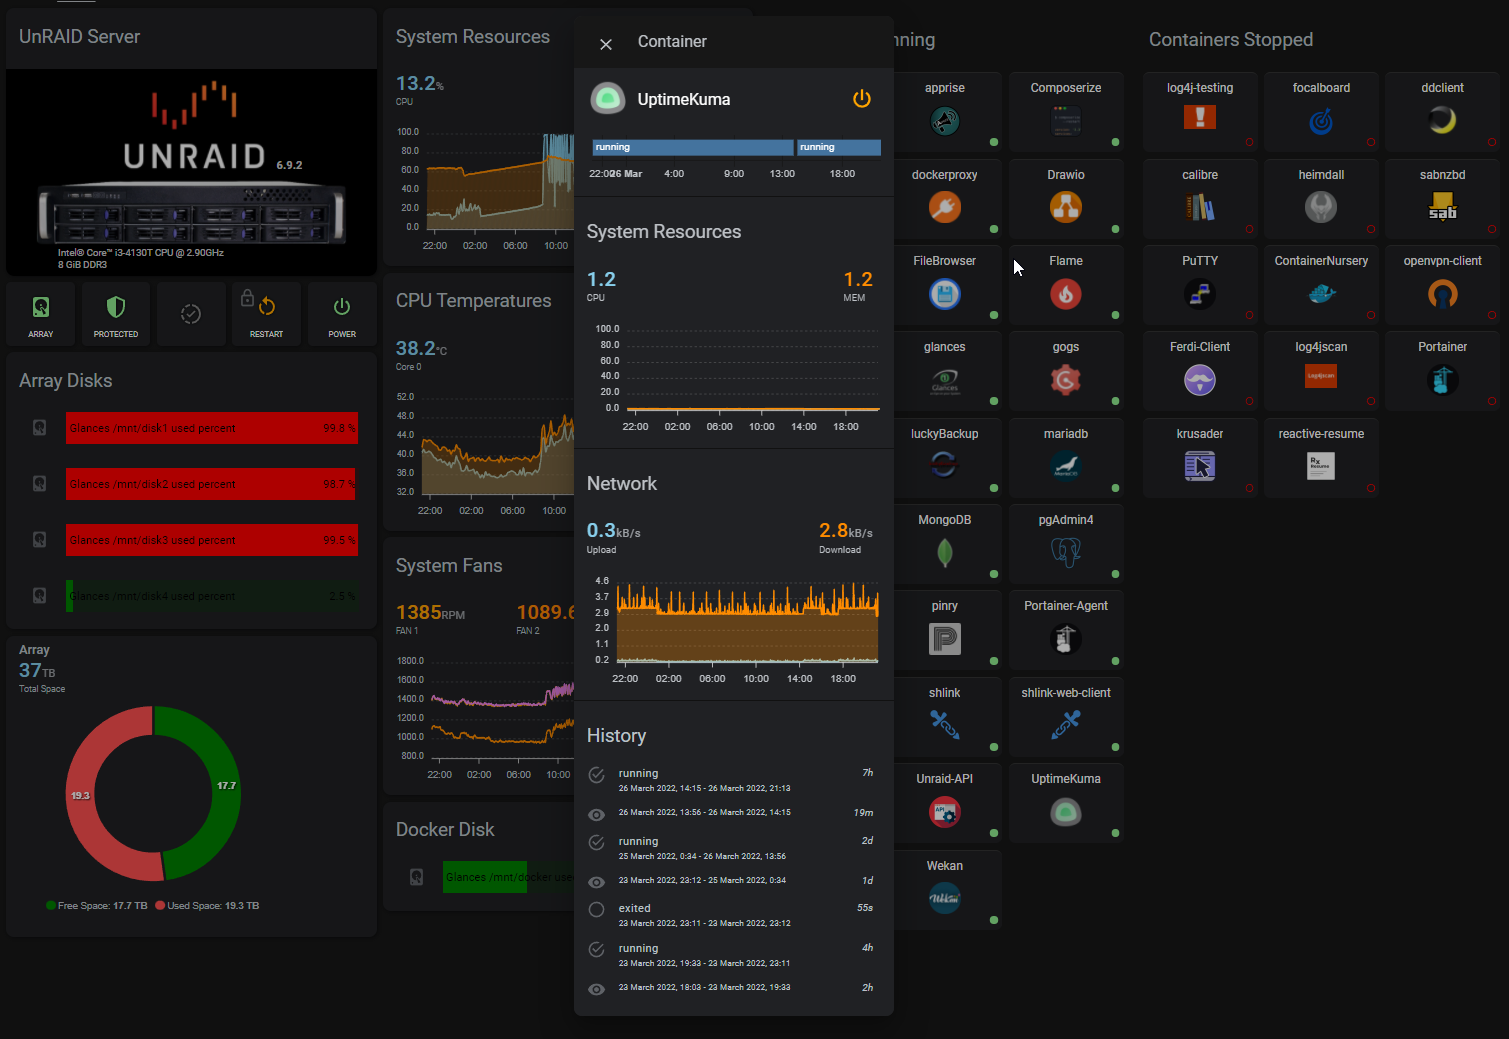 UnRAID Server
UNRAID 6.9.2
Intel® Core™ i3-4130T CPU @ 2.90GHz
8 GiB DDR3
ARRAY
PROTECTED
RESTART
POWER
Array Disks
Glances /mnt/disk1 used percent 99.8 %
Glances /mnt/disk2 used percent 98.7 %
Glances /mnt/disk3 used percent 99.5 %
Glances /mnt/disk4 used percent 2.5 %
Array
37TB
Total Space
19.3
17.7
Free Space: 17.7 TB Used Space: 19.3 TB
System Resources
13.2%
CPU
100.0
80.0
60.0
40.0
20.0
0.0
22:00 02:00 06:00 10:00
CPU Temperatures
38.2°C
Core 0
52.0
48.0
44.0
40.0
36.0
32.0
22:00 02:00 06:00 10:00
System Fans
1385RPM
FAN 1
1089.6
FAN 2
1800.0
1600.0
1400.0
1200.0
1000.0
800.0
22:00 02:00 06:00 10:00
Docker Disk
Glances /mnt/docker use
Container
UptimeKuma
running running
22:00 26 Mar 4:00 9:00 13:00 18:00
System Resources
1.2
CPU
1.2
MEM
100.0
80.0
60.0
40.0
20.0
0.0
22:00 02:00 06:00 10:00 14:00 18:00
Network
0.3kB/s
Upload
2.8kB/s
Download
4.6
3.7
2.9
2.0
1.1
0.2
22:00 02:00 06:00 10:00 14:00 18:00
History
running 7h
26 March 2022, 14:15 - 26 March 2022, 21:13
26 March 2022, 13:56 - 26 March 2022, 14:15 19m
running 2d
25 March 2022, 0:34 - 26 March 2022, 13:56
23 March 2022, 23:12 - 25 March 2022, 0:34 1d
exited 55s
23 March 2022, 23:11 - 23 March 2022, 23:12
running 4h
23 March 2022, 19:33 - 23 March 2022, 23:11
23 March 2022, 18:03 - 23 March 2022, 19:33 2h
nning
apprise Composerize
dockerproxy Drawio
FileBrowser Flame
glances gogs
Glances
luckyBackup mariadb
MongoDB pgAdmin4
pinry Portainer-Agent
shlink shlink-web-client
Unraid-API UptimeKuma
API
Wekan
Wekan
Containers Stopped
log4j-testing focalboard ddclient
calibre heimdall sabnzbd
CALIBRE
sab
PuTTY ContainerNursery openvpn-client
Ferdi-Client log4jscan Portainer
Log4jscan
krusader reactive-resume
Rx
Resume